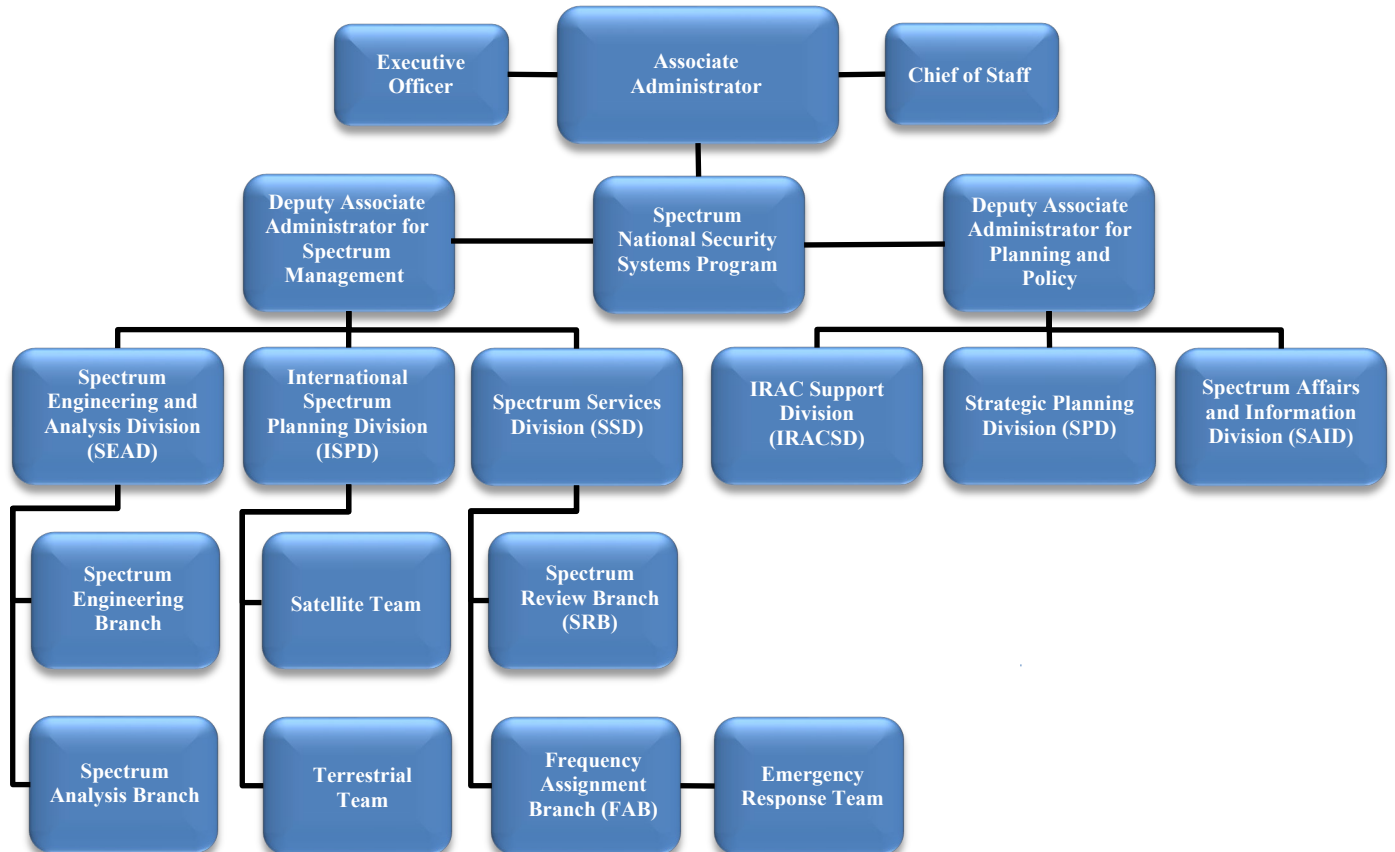 Executive
Officer
Associate
Administrator
Chief of Staff
Deputy Associate
Administrator for
Spectrum
Management
Spectrum
National Security
Systems Program
Deputy Associate
Administrator for
Planning and
Policy
Spectrum
Engineering and
Analysis Division
(SEAD)
International
Spectrum
Planning Division
(ISPD)
Spectrum Services
Division (SSD)
IRAC Support
Division
(IRACSD)
Strategic Planning
Division (SPD)
Spectrum Affairs
and Information
Division (SAID)
Spectrum
Engineering
Branch
Satellite Team
Spectrum
Review Branch
(SRB)
Spectrum
Analysis Branch
Terrestrial
Team
Frequency
Assignment
Branch (FAB)
Emergency
Response Team